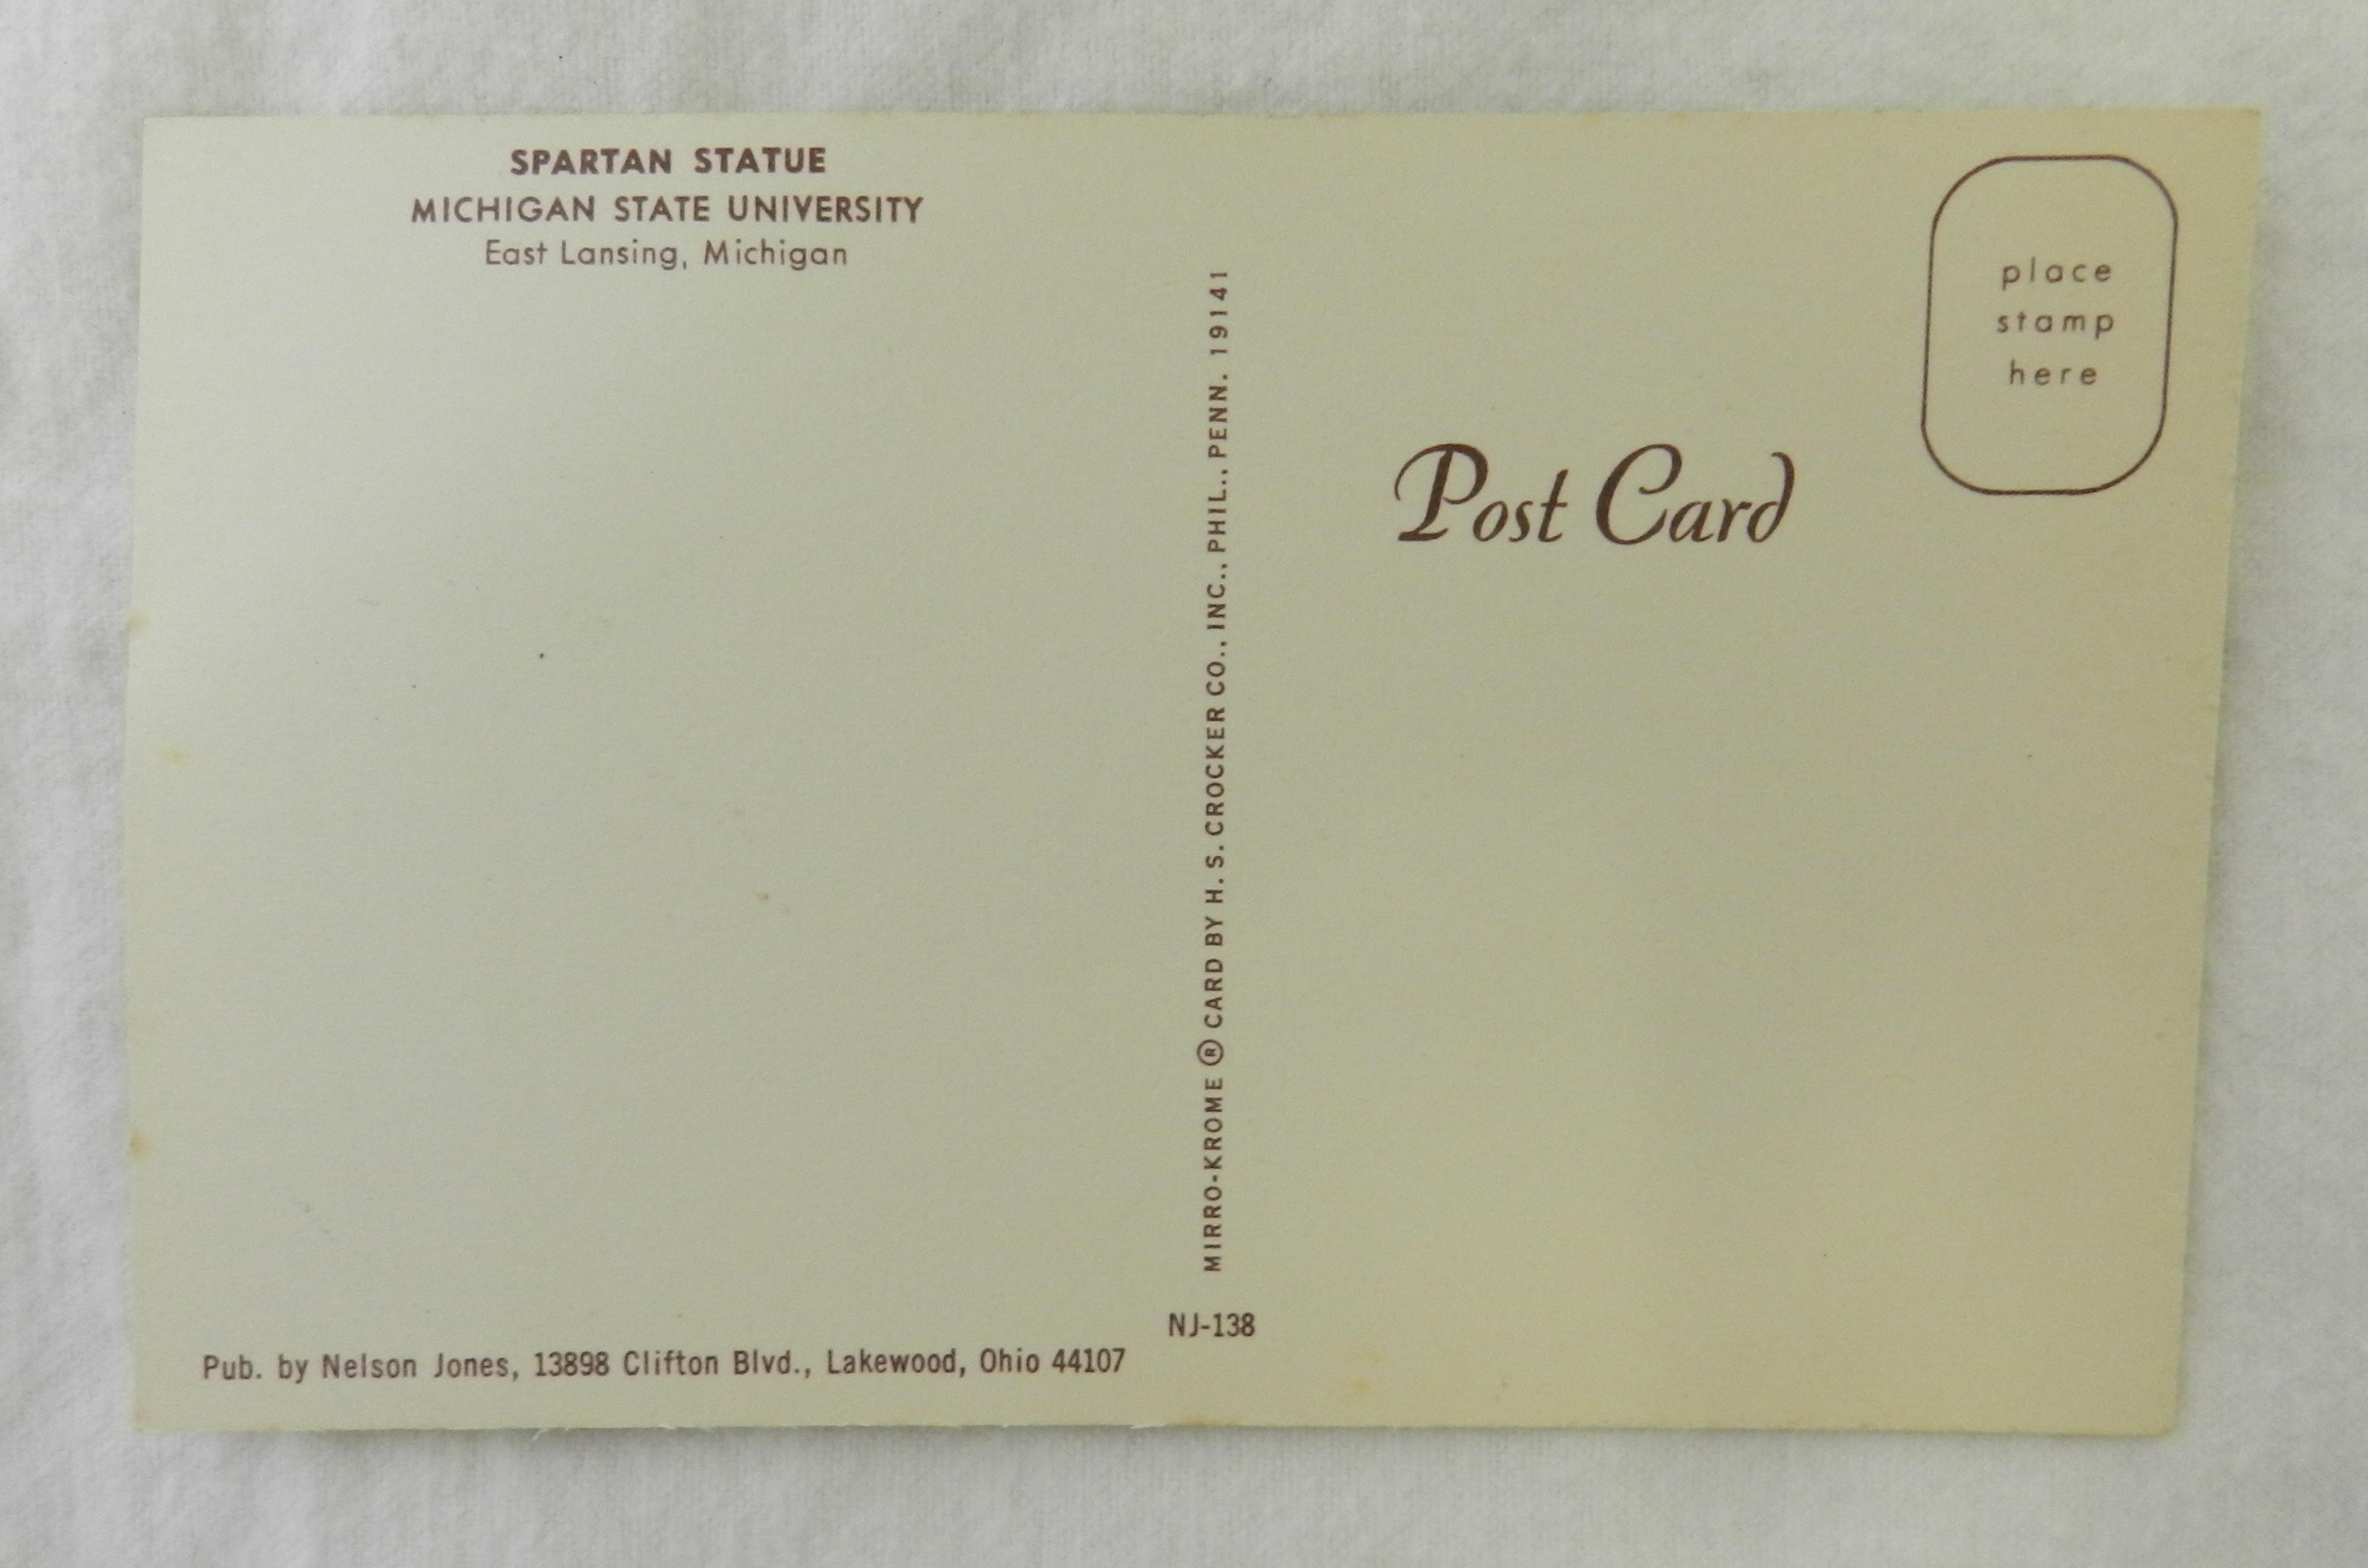 SPARTAN STATUE
MICHIGAN STATE UNIVERSITY
East Lansing, Michigan
Pub. by Nelson Jones, 13898 Clifton Blvd., Lakewood, Ohio 44107
MIRRO-KROME ® CARD BY H. S. CROCKER CO., INC., PHIL., PENN. 19141
NJ-138
place
stamp
here
Post Card